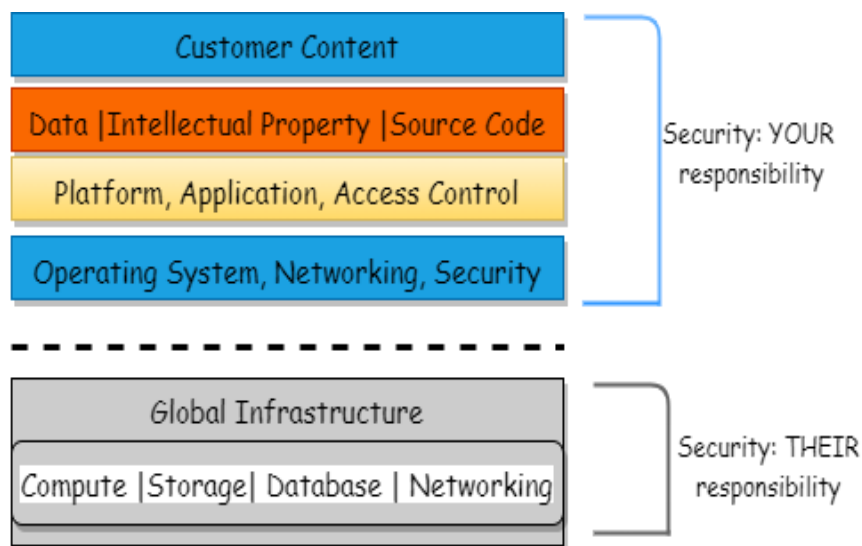 Customer Content
Data |Intellectual Property |Source Code
Platform, Application, Access Control
Operating System, Networking, Security
Security: YOUR
responsibility
Global Infrastructure
Compute |Storage| Database | Networking
Security: THEIR
responsibility